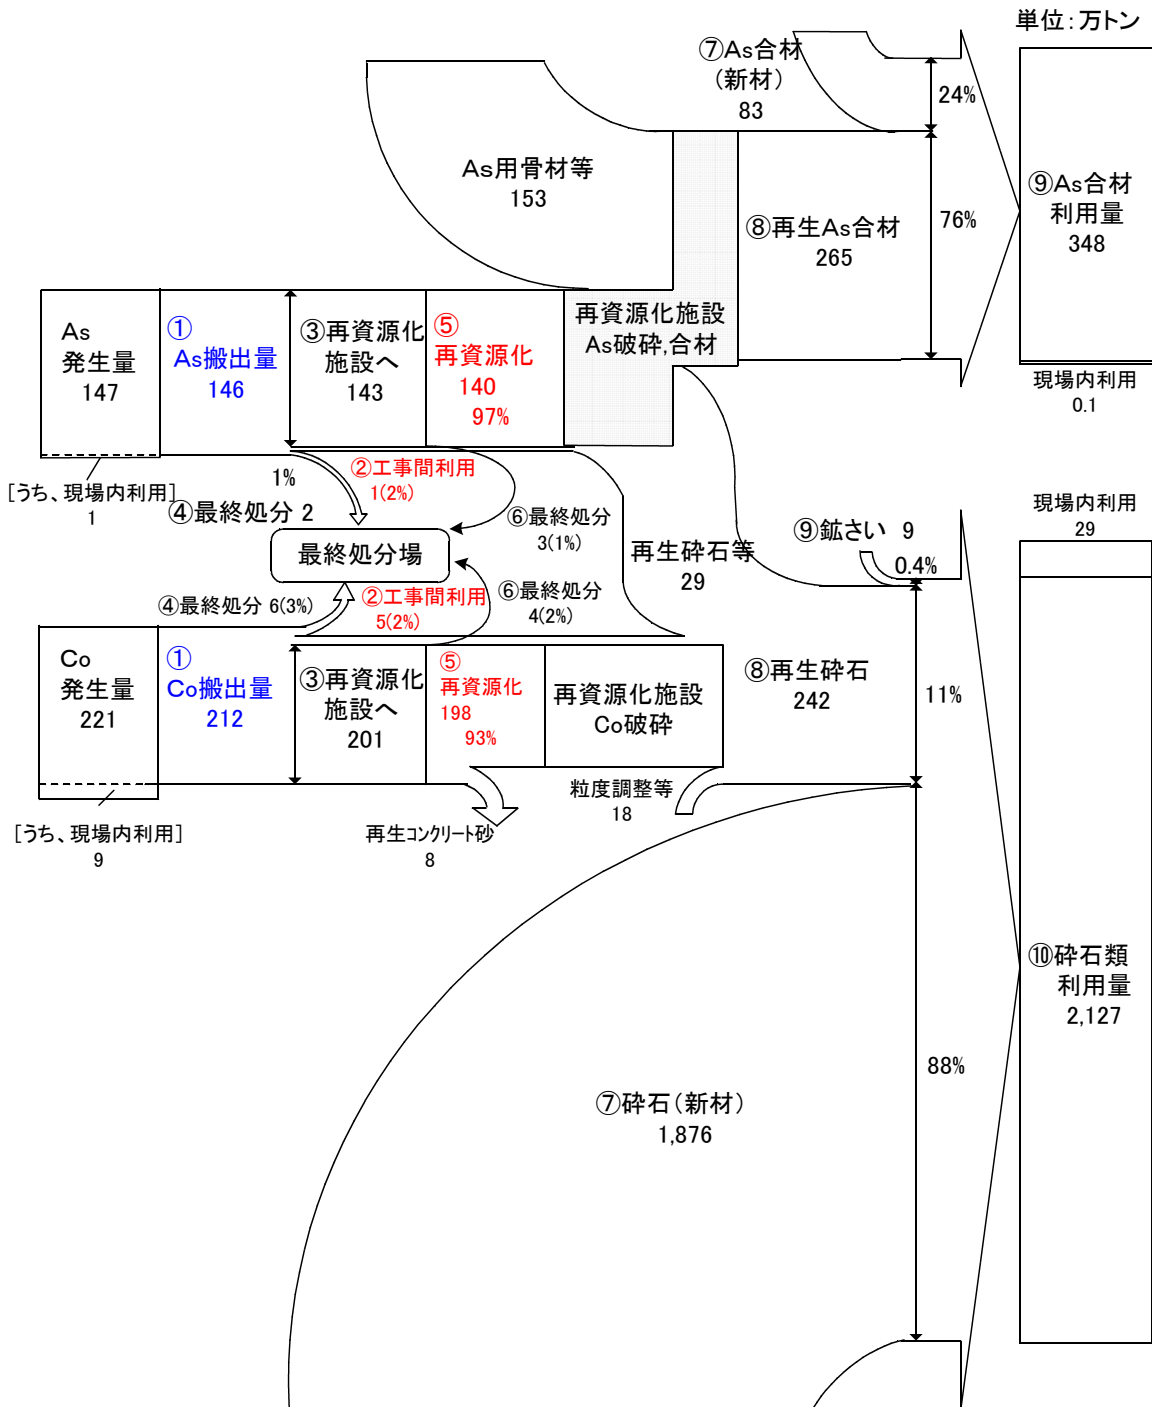 単位：万トン
⑦As合材
（新材）
83
24%
As用骨材等
153
⑧再生As合材
265
76%
⑨As合材
利用量
348
現場内利用
0.1
As
発生量
147
①
As搬出量
146
③再資源化
施設へ
143
⑤
再資源化
140
97%
再資源化施設
As破砕,合材
[うち、現場内利用]
1
1%
④最終処分 2
②工事間利用
1(2%)
⑥最終処分
3(1%)
最終処分場
再生砕石等
29
⑨鉱さい 9
0.4%
現場内利用
29
④最終処分 6(3%)
②工事間利用
5(2%)
⑥最終処分
4(2%)
Co
発生量
221
①
Co搬出量
212
③再資源化
施設へ
201
⑤
再資源化
198
93%
再資源化施設
Co破砕
⑧再生砕石
242
11%
[うち、現場内利用]
9
再生コンクリート砂
8
粒度調整等
18
⑦砕石（新材）
1,876
88%
⑩砕石類
利用量
2,127